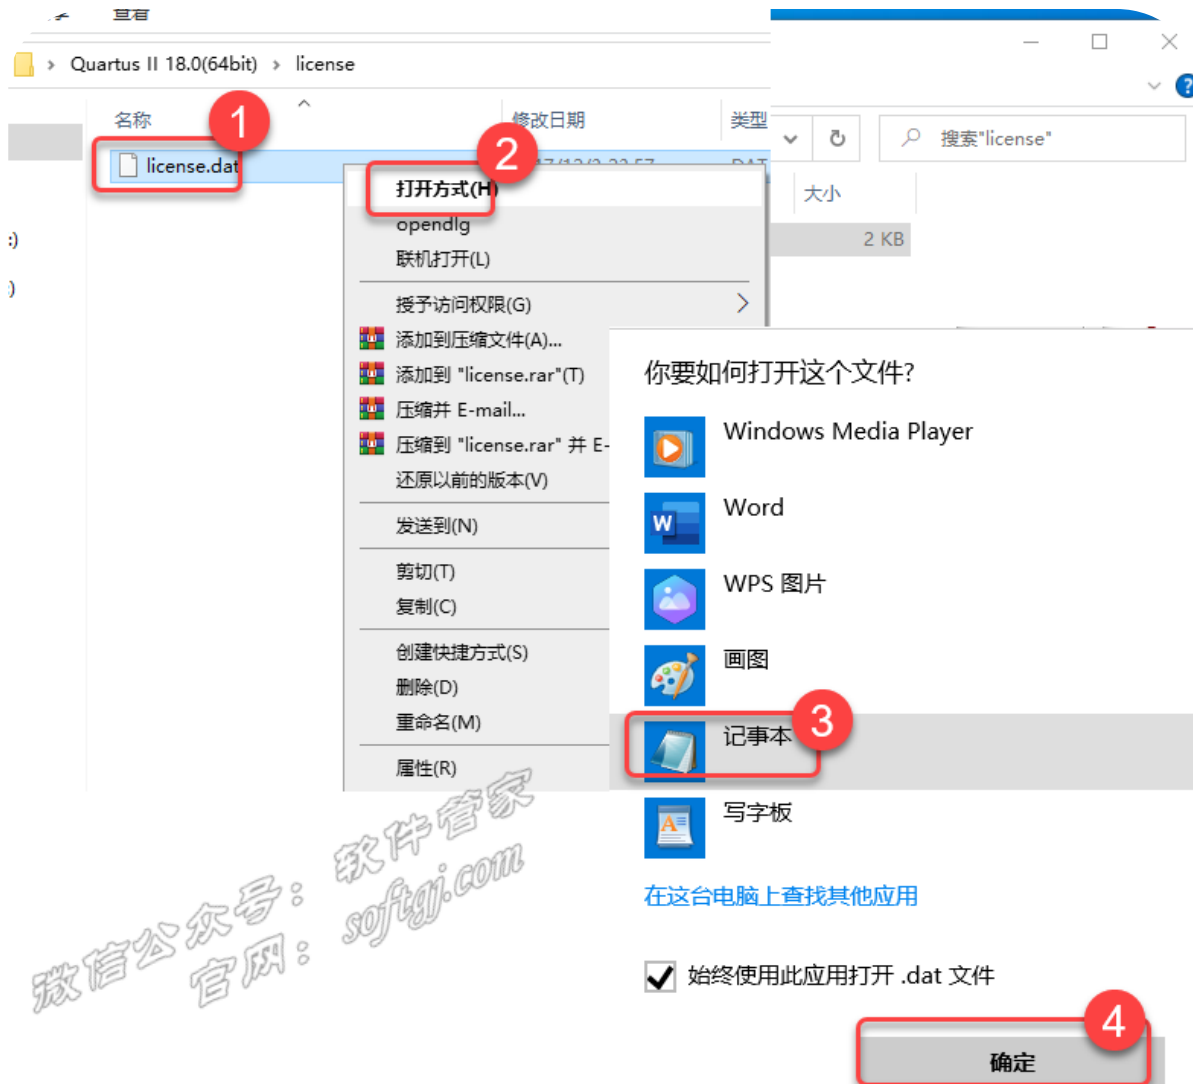 查看
Quartus II 18.0(64bit) › license
名称
修改日期
类型
搜索"license"
大小
license.dat
2 KB
:)
1
2
打开方式(H)
opendlg
联机打开(L)
授予访问权限(G)
添加到压缩文件(A)...
添加到 "license.rar"(T)
压缩并 E-mail...
压缩到 "license.rar" 并 E-
还原以前的版本(V)
发送到(N)
剪切(T)
复制(C)
创建快捷方式(S)
删除(D)
重命名(M)
属性(R)
你要如何打开这个文件?
Windows Media Player
Word
WPS 图片
画图
记事本
3
写字板
在这台电脑上查找其他应用
始终使用此应用打开 .dat 文件
4
确定
微信公众号：软件管家
官网：softgj.com